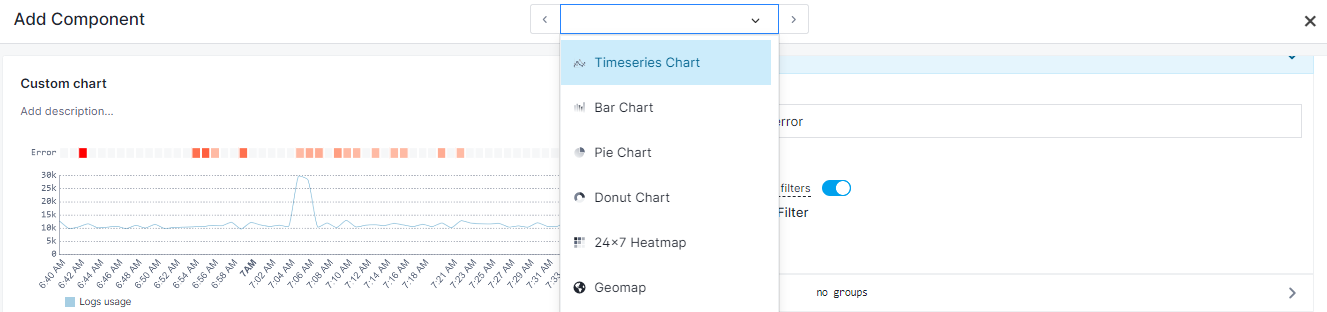 Add Component
Timeseries Chart
Bar Chart
Pie Chart
Donut Chart
24×7 Heatmap
Geomap
Custom chart
Add description...
Error
30k
25k
20k
15k
10k
5k
0
6:40 AM
6:42 AM
6:44 AM
6:46 AM
6:48 AM
6:50 AM
6:52 AM
6:54 AM
6:56 AM
6:58 AM
7AM
7:02 AM
7:04 AM
7:06 AM
7:08 AM
7:10 AM
7:12 AM
7:14 AM
7:16 AM
7:18 AM
7:21 AM
7:23 AM
7:25 AM
7:27 AM
7:29 AM
7:31 AM
7:33
Logs usage
error
filters
Filter
no groups